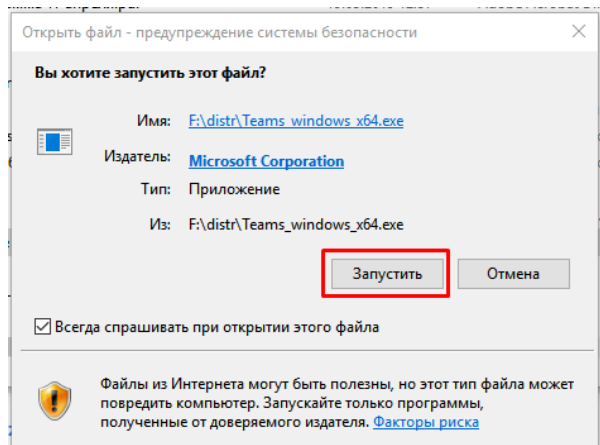 Открыть файл - предупреждение системы безопасности
Вы хотите запустить этот файл?
Имя: F:\distr\Teams_windows_x64.exe
Издатель: Microsoft Corporation
Тип: Приложение
Из: F:\distr\Teams_windows_x64.exe
Запустить Отмена
Всегда спрашивать при открытии этого файла
Файлы из Интернета могут быть полезны, но этот тип файла может
повредить компьютер. Запускайте только программы,
полученные от доверяемого издателя. Факторы риска